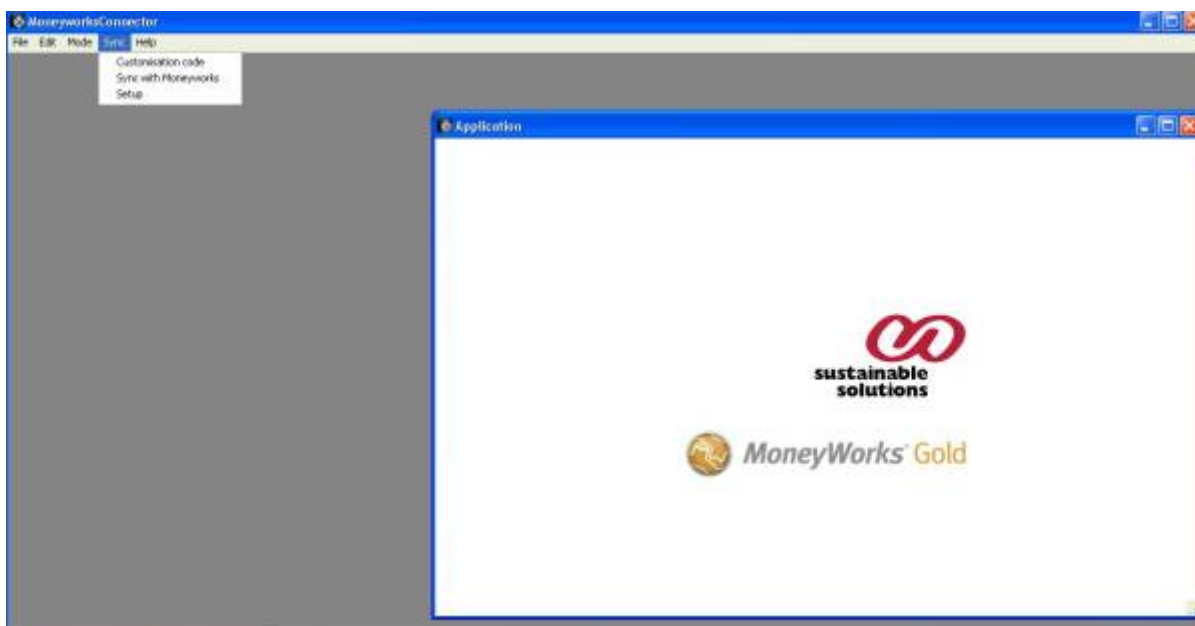 MoneyworksConnector
File Edit Mode Sync Help
Customisation code
Sync with Moneyworks
Setup
Application
sustainable
solutions
MoneyWorks Gold